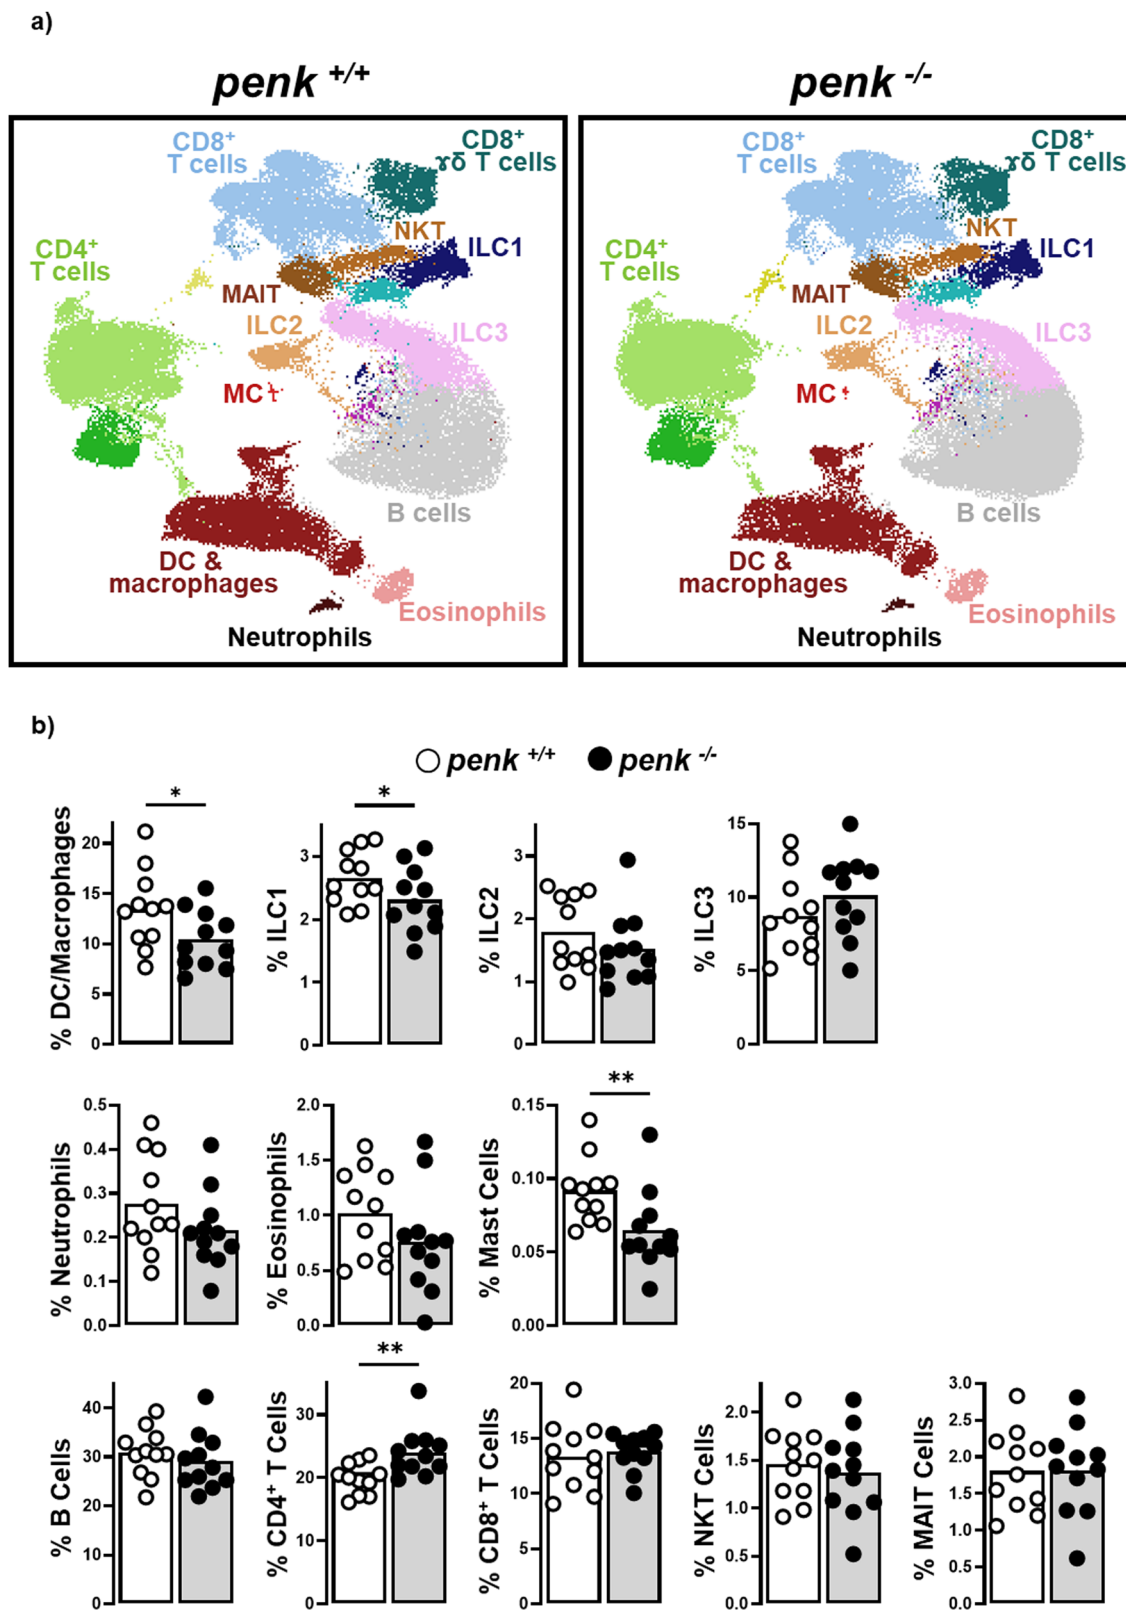 a)
penk +/+
penk -/-
CD8+
T cells
CD8+
ɤδ T cells
NKT
ILC1
CD4+
T cells
MAIT
ILC2
ILC3
MC
B cells
DC &
macrophages
Eosinophils
Neutrophils
CD8+
T cells
CD8+
ɤδ T cells
NKT
ILC1
CD4+
T cells
MAIT
ILC2
ILC3
MC
B cells
DC &
macrophages
Eosinophils
Neutrophils
b)
penk +/+
penk -/-
% DC/Macrophages
20
15
10
5
0
*
% ILC1
3
2
1
0
*
% ILC2
3
2
1
0
% ILC3
15
10
5
0
% Neutrophils
0.5
0.4
0.3
0.2
0.1
0.0
% Eosinophils
2.0
1.5
1.0
0.5
0.0
% Mast Cells
0.15
0.10
0.05
0.00
**
% B Cells
40
30
20
10
0
% CD4+ T Cells
30
20
10
0
**
% CD8+ T Cells
20
15
10
5
0
% NKT Cells
2.0
1.5
1.0
0.5
0.0
% MAIT Cells
3.0
2.5
2.0
1.5
1.0
0.5
0.0